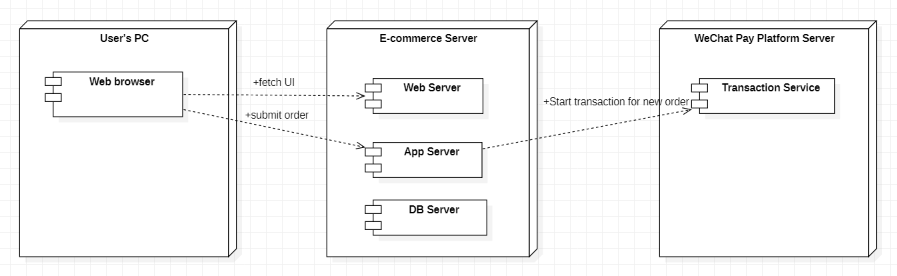 User's PC
E-commerce Server
WeChat Pay Platform Server
Web browser
+fetch UI
Web Server
Transaction Service
+Start transaction for new order
+submit order
App Server
DB Server